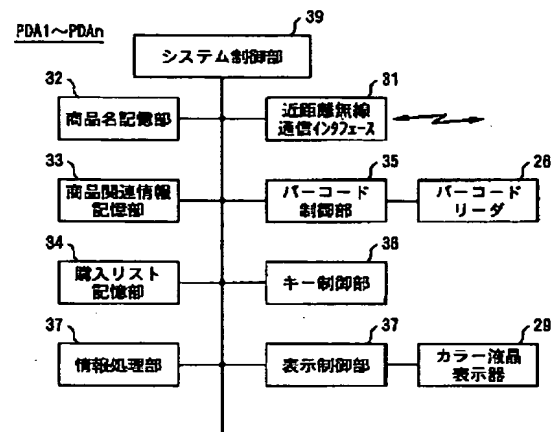 PDA1～PDAn
39
システム制御部
32
商品名記憶部
31
近距離無線
通信インタフェース
33
商品関連情報
記憶部
35
バーコード
制御部
26
バーコード
リーダ
34
購入リスト
記憶部
36
キー制御部
37
情報処理部
37
表示制御部
29
カラー液晶
表示器